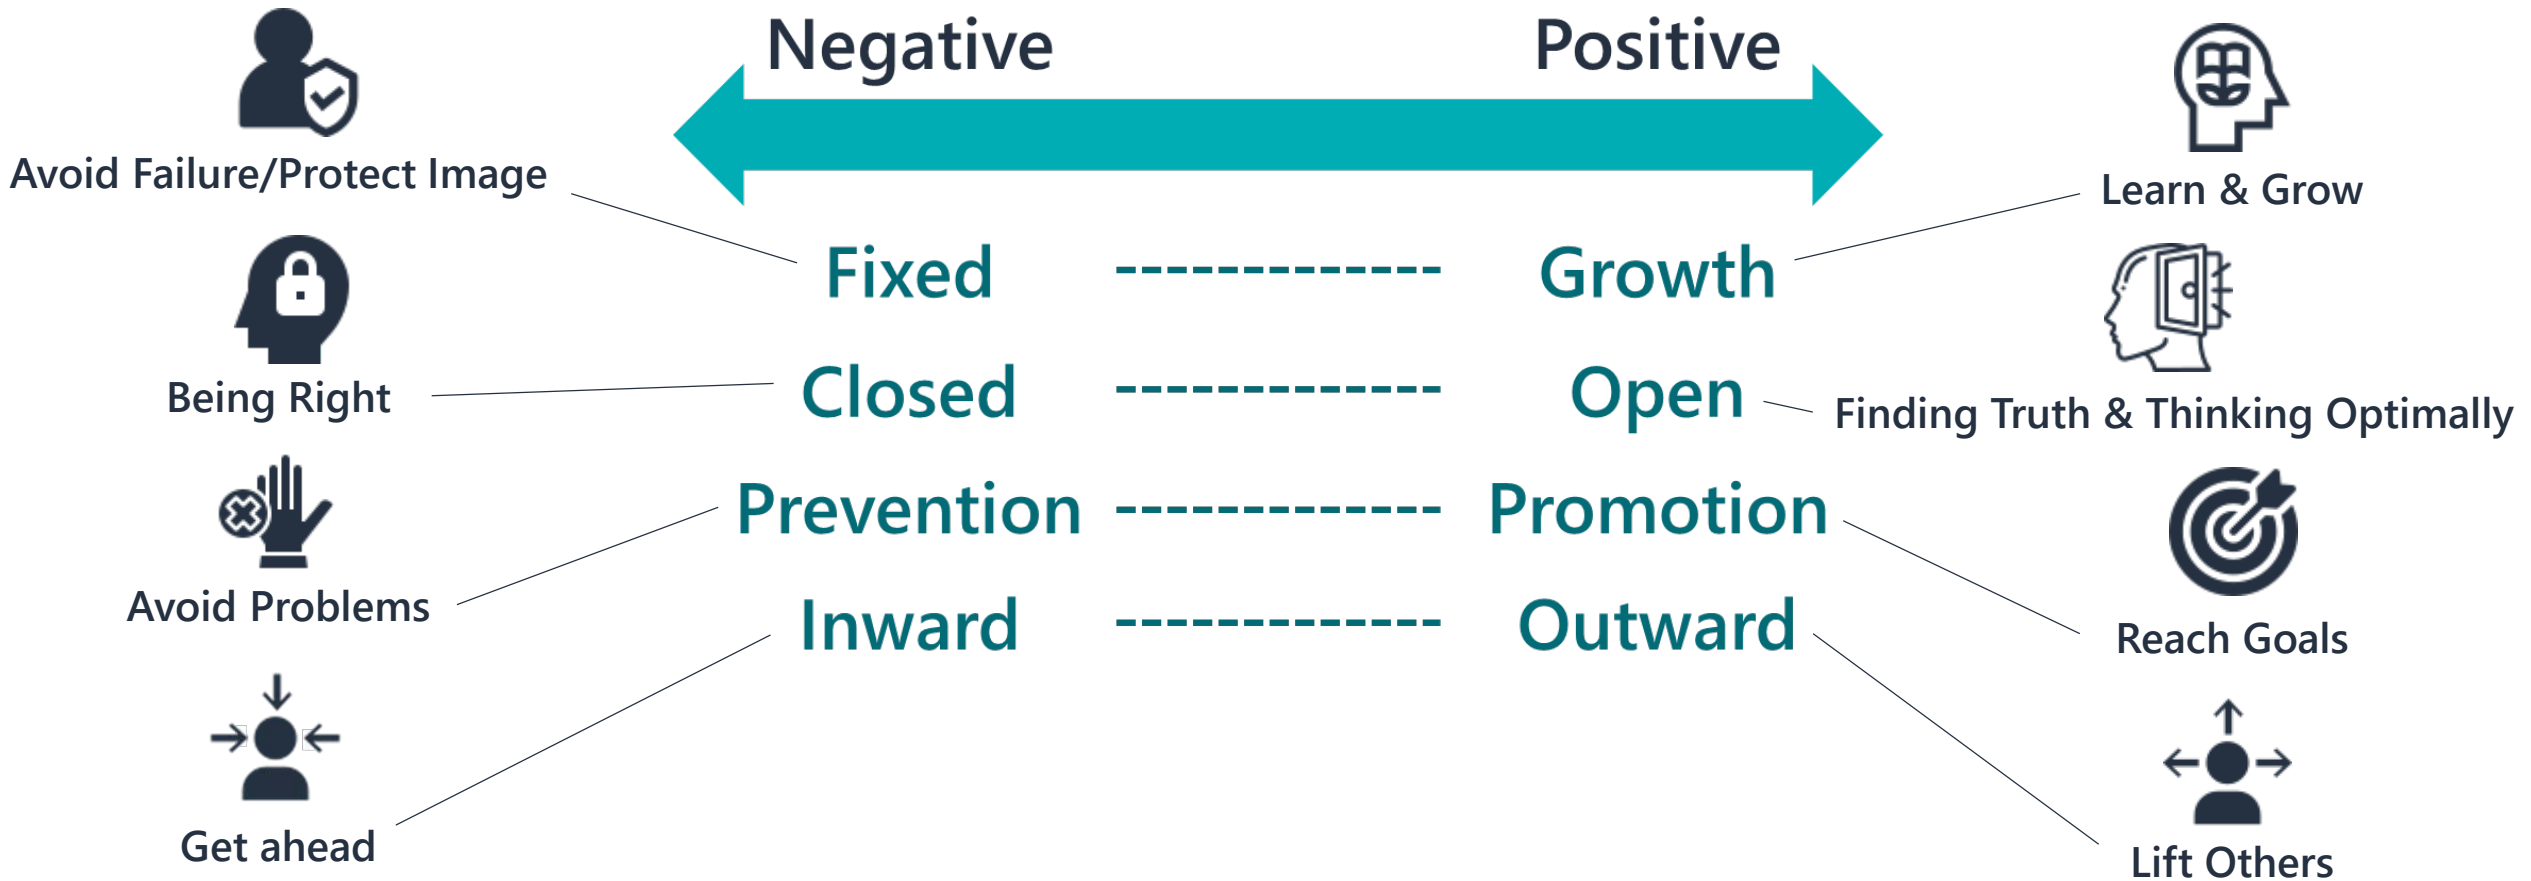 Negative
Positive
Avoid Failure/Protect Image
Learn & Grow
Fixed
Growth
Being Right
Closed
Open
Finding Truth & Thinking Optimally
Prevention
Promotion
Avoid Problems
Inward
Outward
Reach Goals
Get ahead
Lift Others